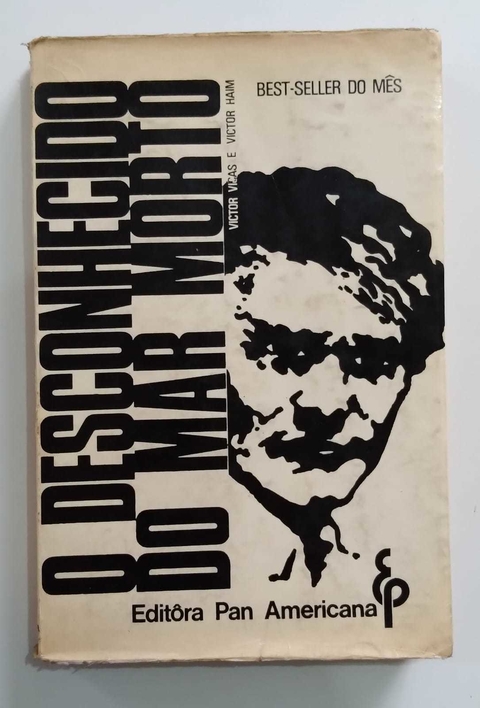 BEST-SELLER DO MÊS
O DESCONHECIDO
DO MAR MORTO
VICTOR VICAS E VICTOR HAIM
Editôra Pan Americana